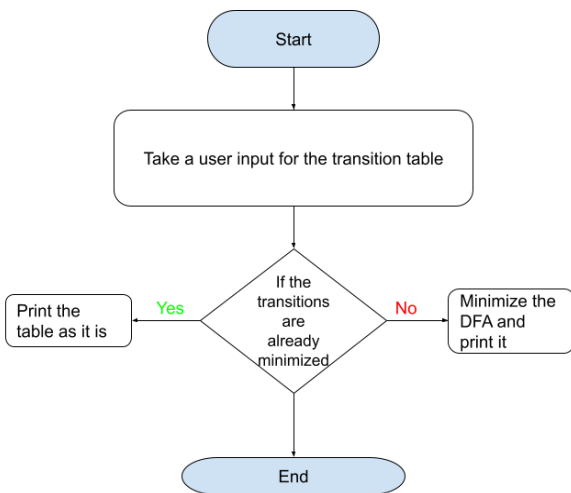 Start
Take a user input for the transition table
If the
transitions
are
already
minimized
Yes
No
Print the
table as it is
Minimize the
DFA and
print it
End